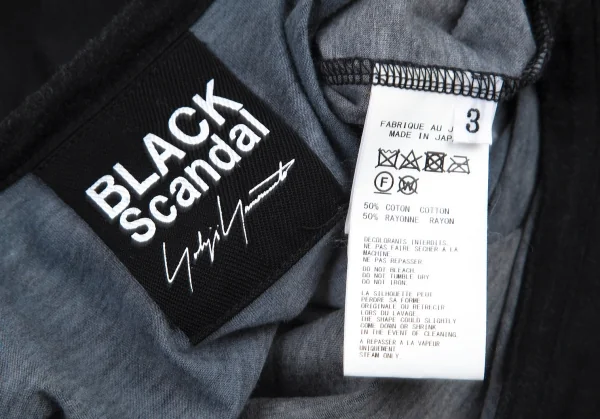 BLACK
Scandal
Yohji Yamamoto
FABRIQUE AU J
MADE IN JAP
3
F W
50% COTON COTTON
50% RAYONNE RAYON
DECOLORANTS INTERDITS
NE PAS FAIRE SECHER A LA
MACHINE
NE PAS REPASSER
DO NOT BLEACH
DO NOT TUMBLE DRY
DO NOT IRON
LA SILHOUETTE PEUT
PERDRE SA FORME
ORIGINALE OU RETRECIR
LORS DU LAVAGE
THE SHAPE COULD SLIGHTLY
COME DOWN OR SHRINK
IN THE EVENT OF CLEANING
A REPASSER A LA VAPEUR
UNIQUEMENT
STEAM ONLY